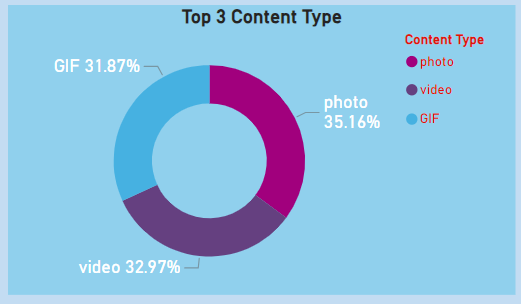 Top 3 Content Type
Content Type
photo
video
GIF
GIF 31.87%
photo
35.16%
video 32.97%